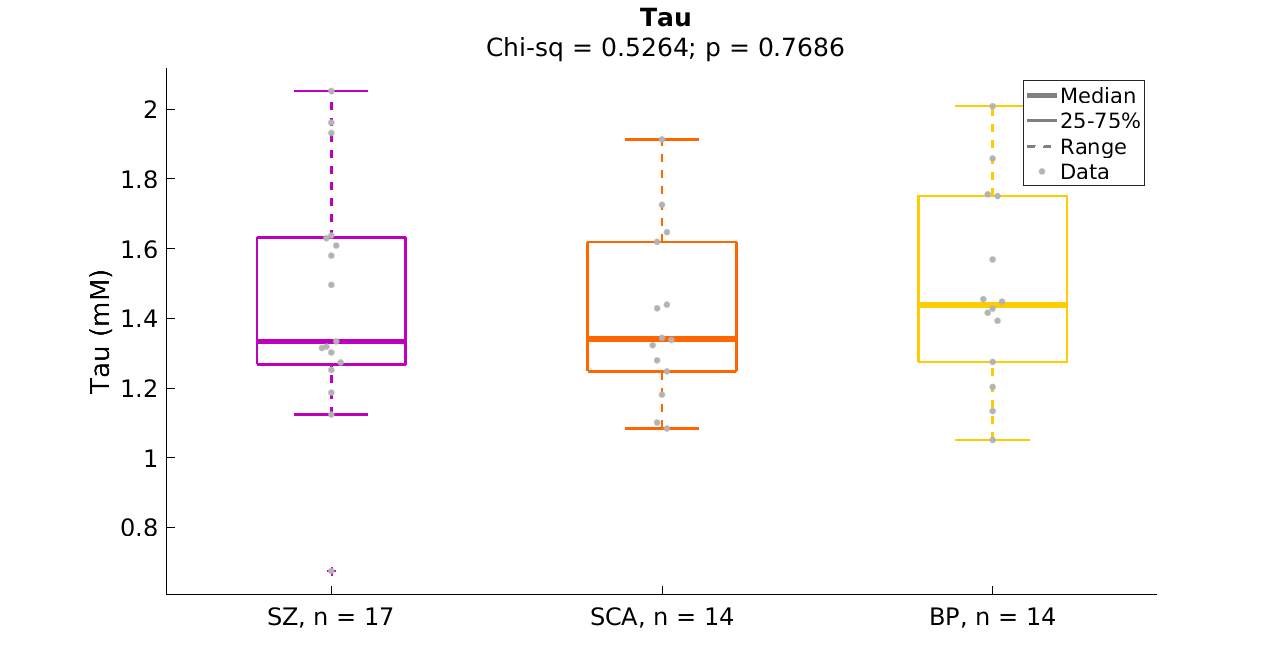 Tau
Chi-sq = 0.5264; p = 0.7686
Median
25-75%
Range
Data
Tau (mM)
2
1.8
1.6
1.4
1.2
1
0.8
SZ, n = 17
SCA, n = 14
BP, n = 14